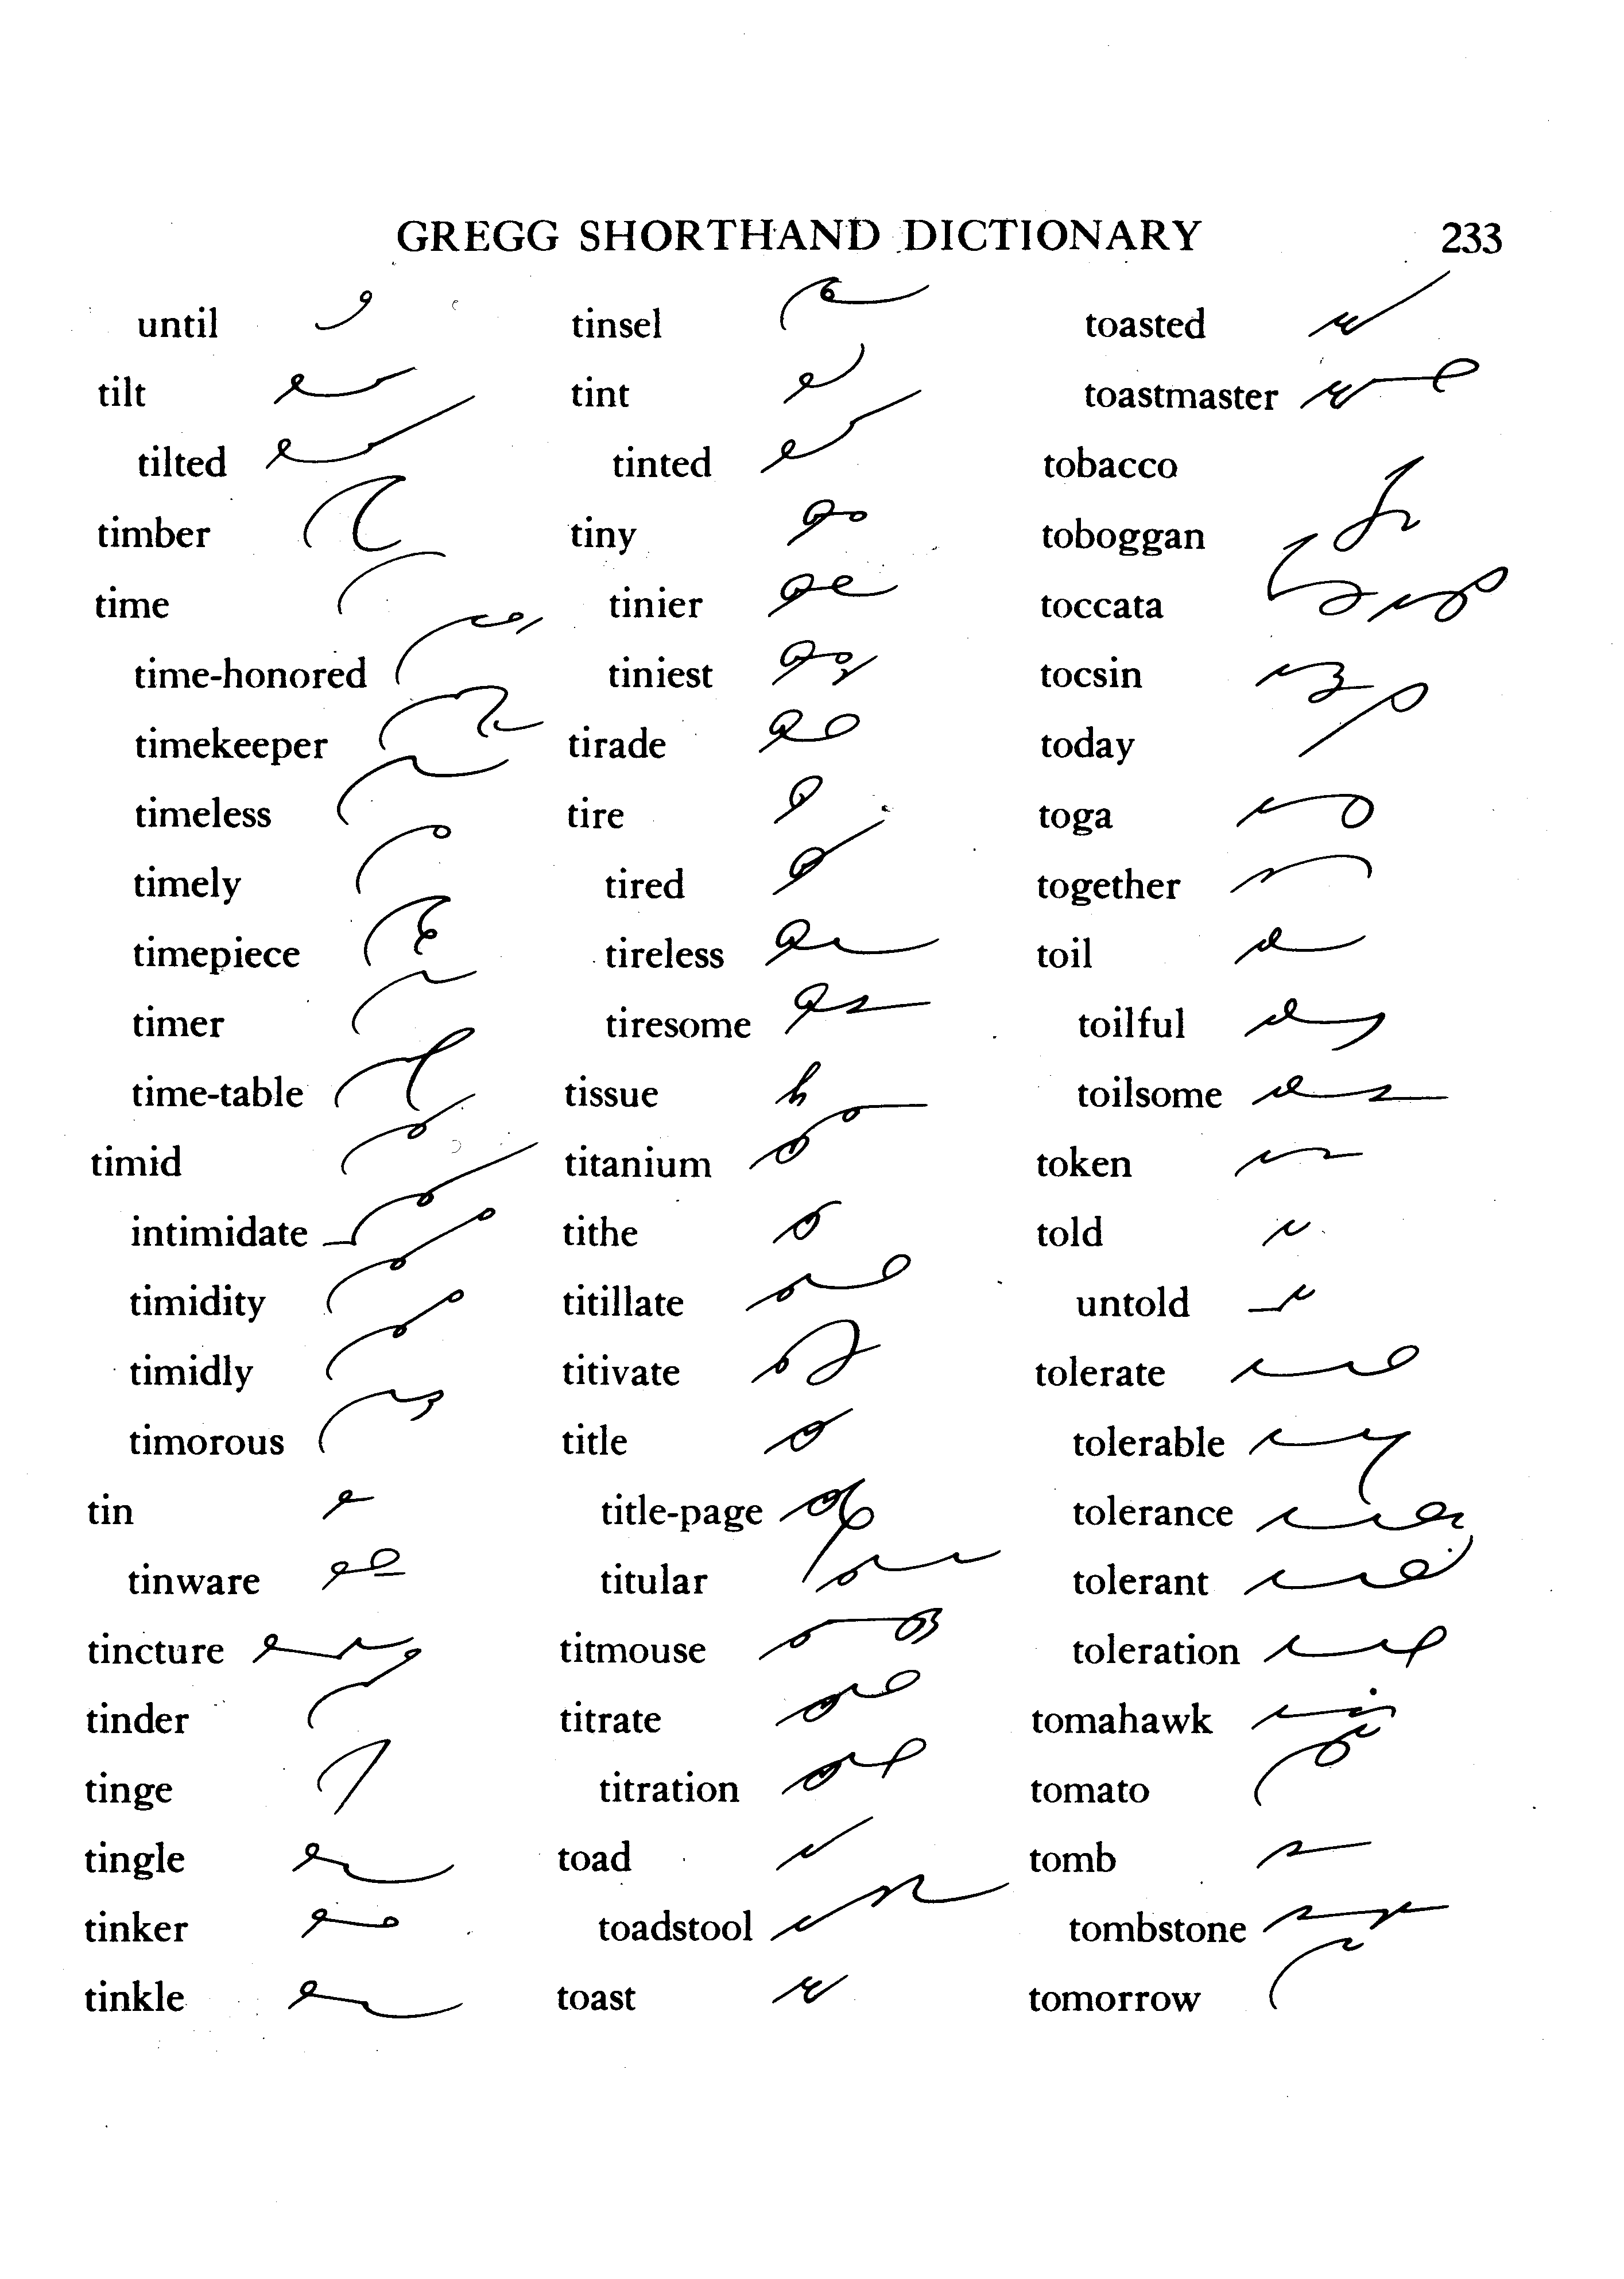 GREGG SHORTHAND DICTIONARY 233
until
tilt
tilted
timber
time
time-honored
timekeeper
timeless
timely
timepiece
timer
time-table
timid
intimidate
timidity
timidly
timorous
tin
tinware
tincture
tinder
tinge
tingle
tinker
tinkle
tinsel
tint
tinted
tiny
tinier
tiniest
tirade
tire
tired
tireless
tiresome
tissue
titanium
tithe
titillate
titivate
title
title-page
titular
titmouse
titrate
titration
toad
toadstool
toast
toasted
toastmaster
tobacco
toboggan
toccata
tocsin
today
toga
together
toil
toilful
toilsome
token
told
untold
tolerate
tolerable
tolerance
tolerant
toleration
tomahawk
tomato
tomb
tombstone
tomorrow